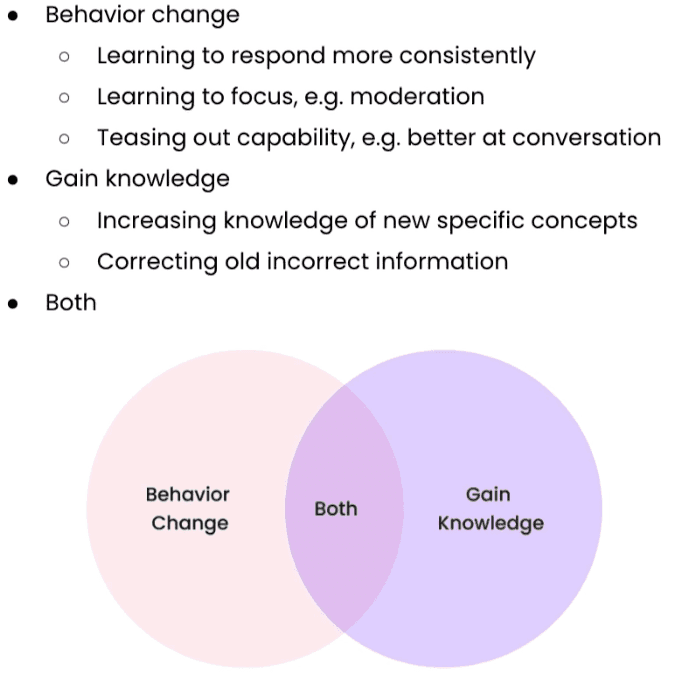 ● Behavior change
○ Learning to respond more consistently
○ Learning to focus, e.g. moderation
○ Teasing out capability, e.g. better at conversation
● Gain knowledge
○ Increasing knowledge of new specific concepts
○ Correcting old incorrect information
● Both
Behavior
Change
Both
Gain
Knowledge